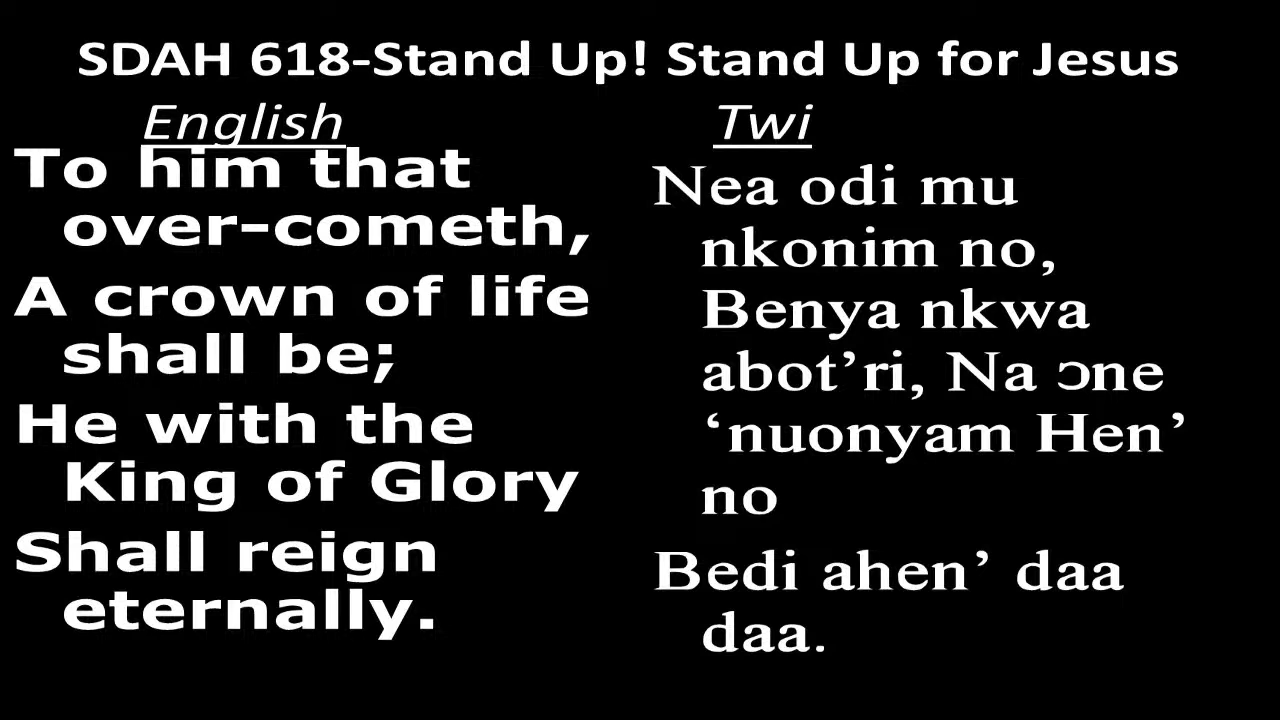 SDAH 618-Stand Up! Stand Up for Jesus
English
To him that
over-cometh,
A crown of life
shall be;
He with the
King of Glory
Shall reign
eternally.
Twi
Nea odi mu
nkonim no,
Benya nkwa
abot’ri, Na ɔne
‘nuonyam Hen’
no
Bedi ahen’ daa
daa.